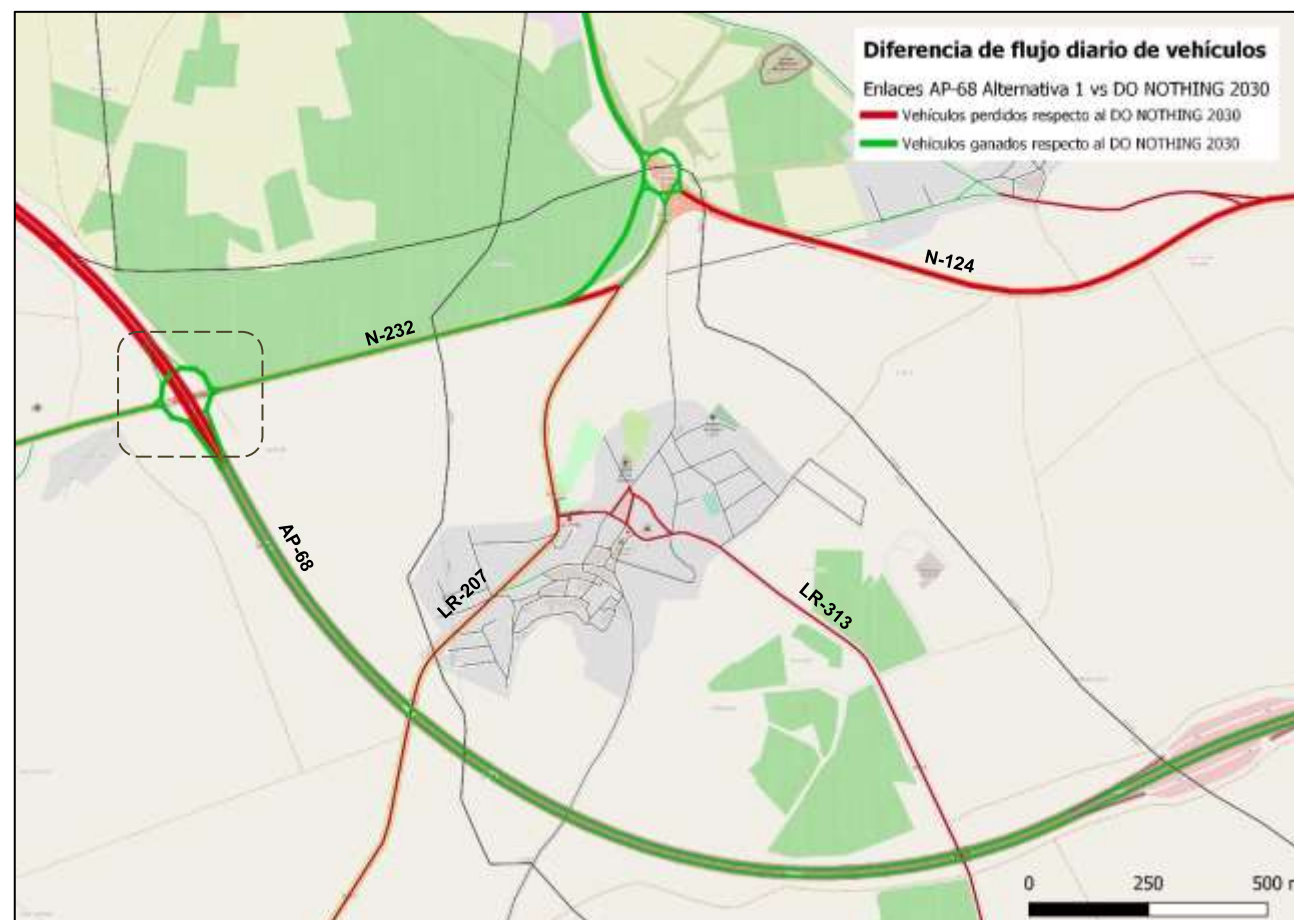 Diferencia de flujo diario de vehículos
Enlaces AP-68 Alternativa 1 vs DO NOTHING 2030
Vehículos perdidos respecto al DO NOTHING 2030
Vehículos ganados respecto al DO NOTHING 2030
N-124
N-232
AP-68
LR-207
LR-313
0 250 500 m